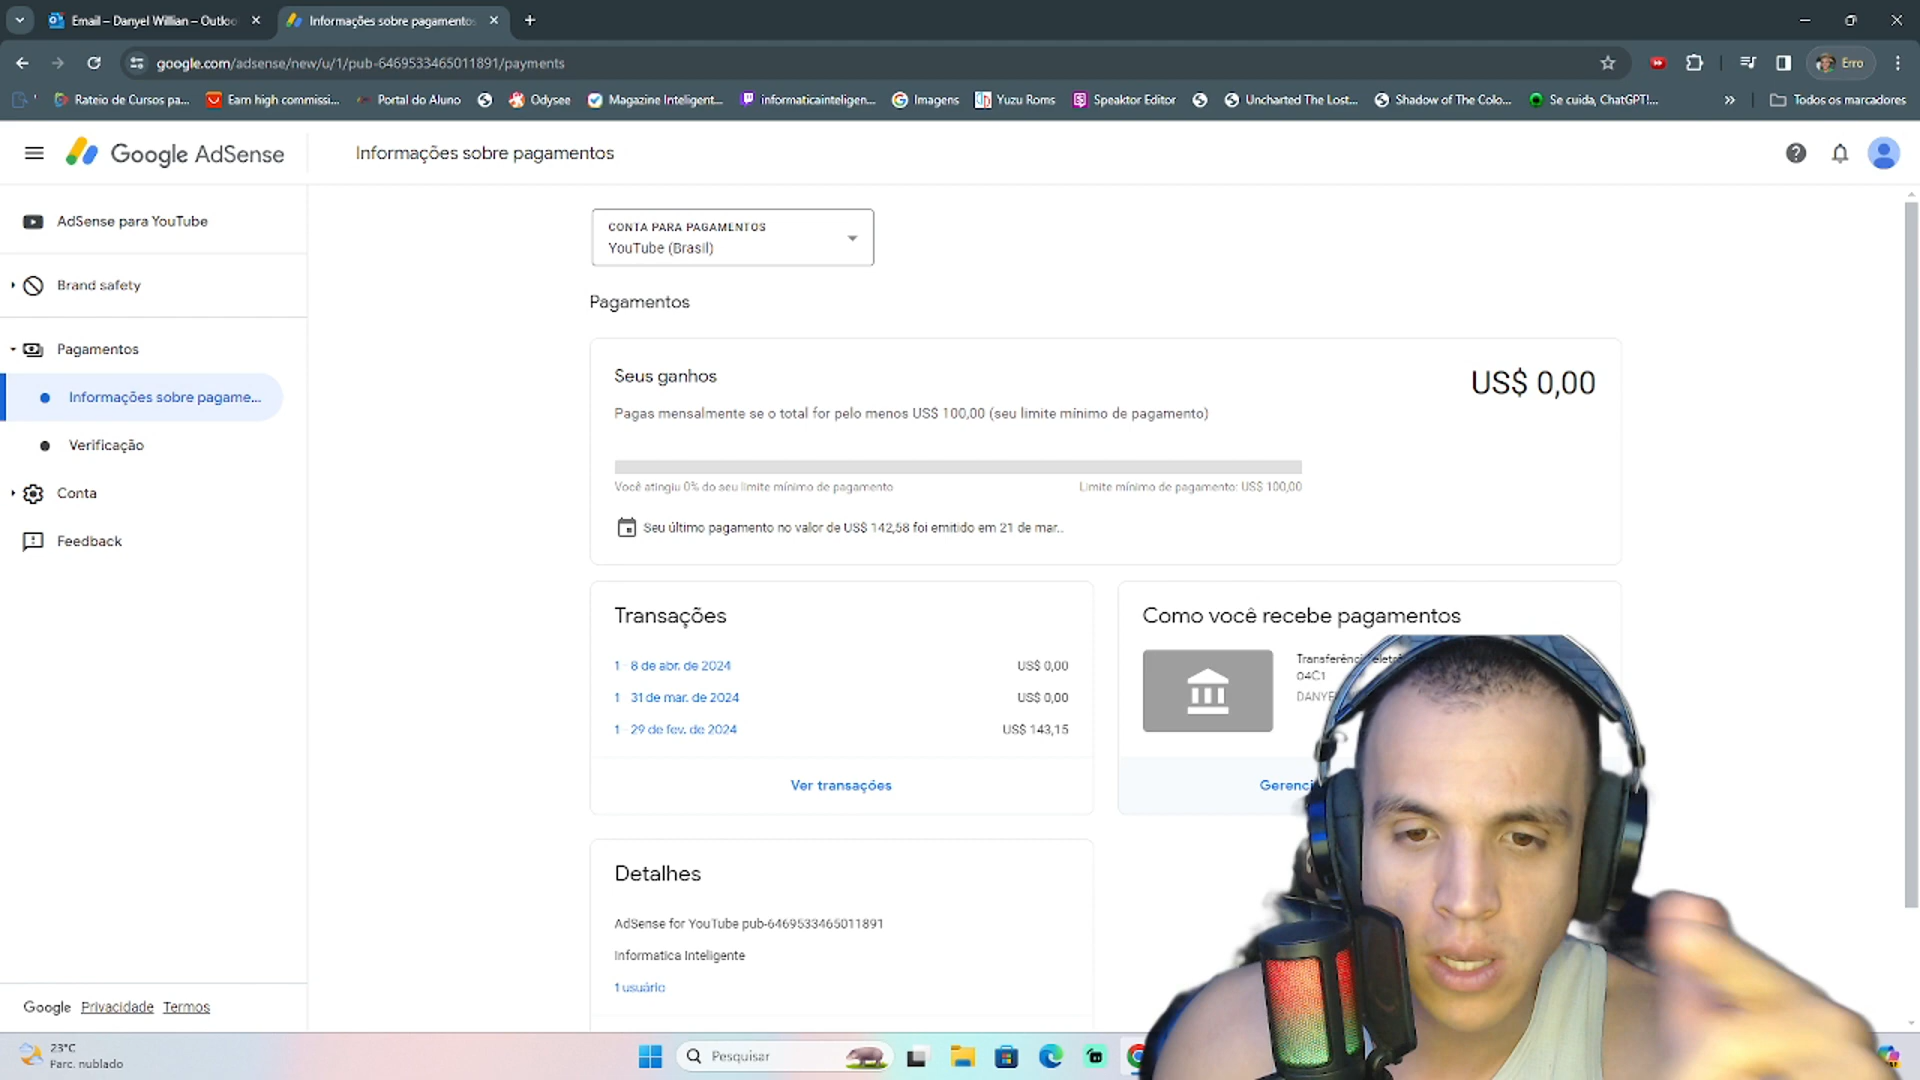 Email – Danyel Willian – Outlo
Informações sobre pagamento
google.com/adsense/new/u/1/pub-6469533465011891/payments
Erro
Rateio de Cursos pa...
Earn high commissi...
Portal do Aluno
Odysee
Magazine Inteligent...
informaticainteligen...
Imagens
Yuzu Roms
Speaktor Editor
Uncharted The Lost...
Shadow of The Colo...
Se cuida, ChatGPT!...
Todos os marcadores
Google AdSense
Informações sobre pagamentos
AdSense para YouTube
Brand safety
Pagamentos
Informações sobre pagame...
Verificação
Conta
Feedback
Google Privacidade Termos
CONTA PARA PAGAMENTOS
YouTube (Brasil)
Pagamentos
Seus ganhos
US$ 0,00
Pagas mensalmente se o total for pelo menos US$ 100,00 (seu limite mínimo de pagamento)
Você atingiu 0% do seu limite mínimo de pagamento
Limite mínimo de pagamento: US$ 100,00
Seu último pagamento no valor de US$ 142,58 foi emitido em 21 de mar..
Transações
1 8 de abr. de 2024 US$ 0,00
1 31 de mar. de 2024 US$ 0,00
1 29 de fev. de 2024 US$ 143,15
Ver transações
Como você recebe pagamentos
04C1
Detalhes
AdSense for YouTube pub-6469533465011891
Informatica Inteligente
1 usuário
23°C
Parc. nublado
Pesquisar